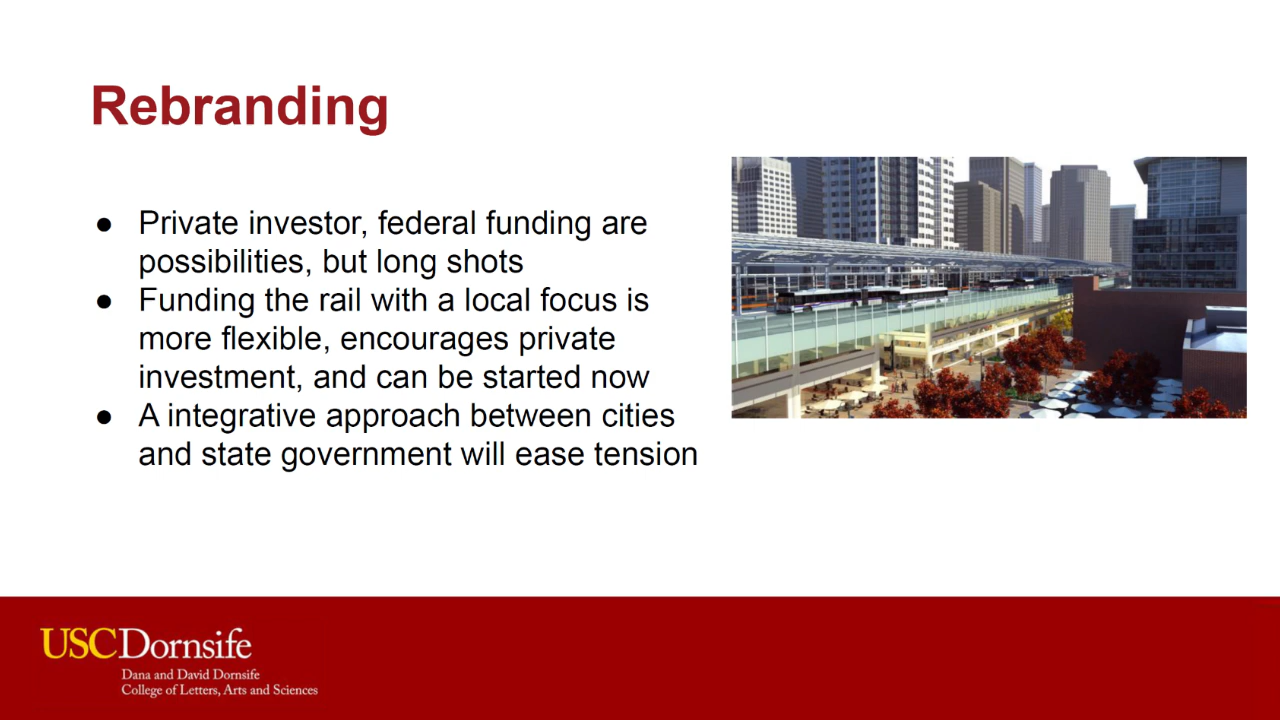 Rebranding
● Private investor, federal funding are
possibilities, but long shots
● Funding the rail with a local focus is
more flexible, encourages private
investment, and can be started now
● A integrative approach between cities
and state government will ease tension
USCDornsife
Dana and David Dornsife
College of Letters, Arts and Sciences